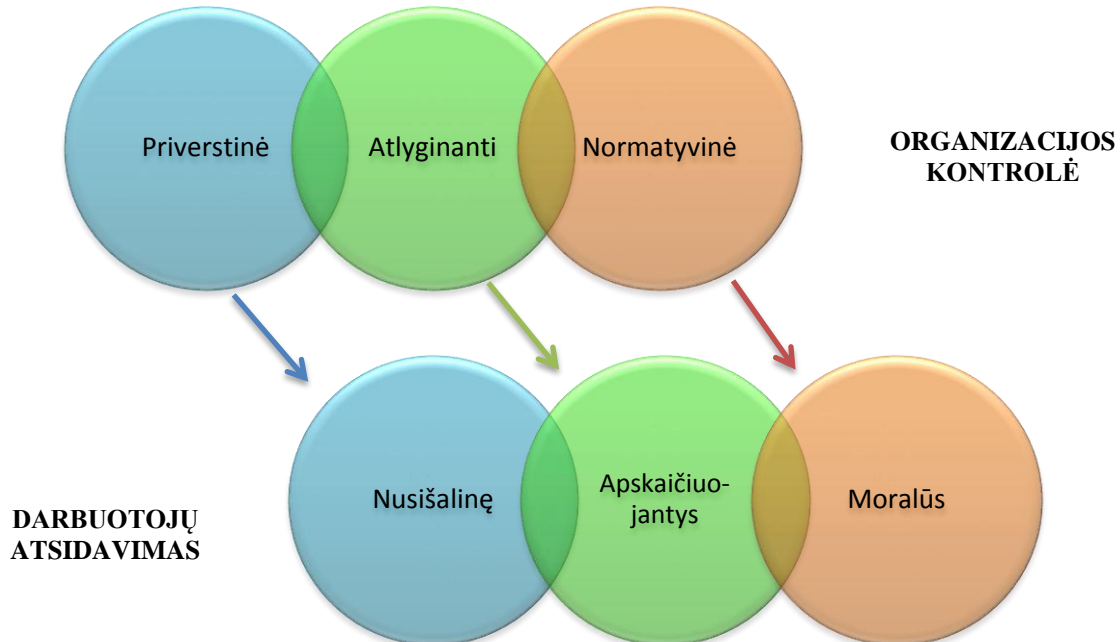 Priverstinė
Atlyginanti
Normatyvinė
ORGANIZACIJOS
KONTROLĖ
Nusišalinę
Apskaičiuo-
jantys
Moralūs
DARBUOTOJŲ
ATSIDAVIMAS